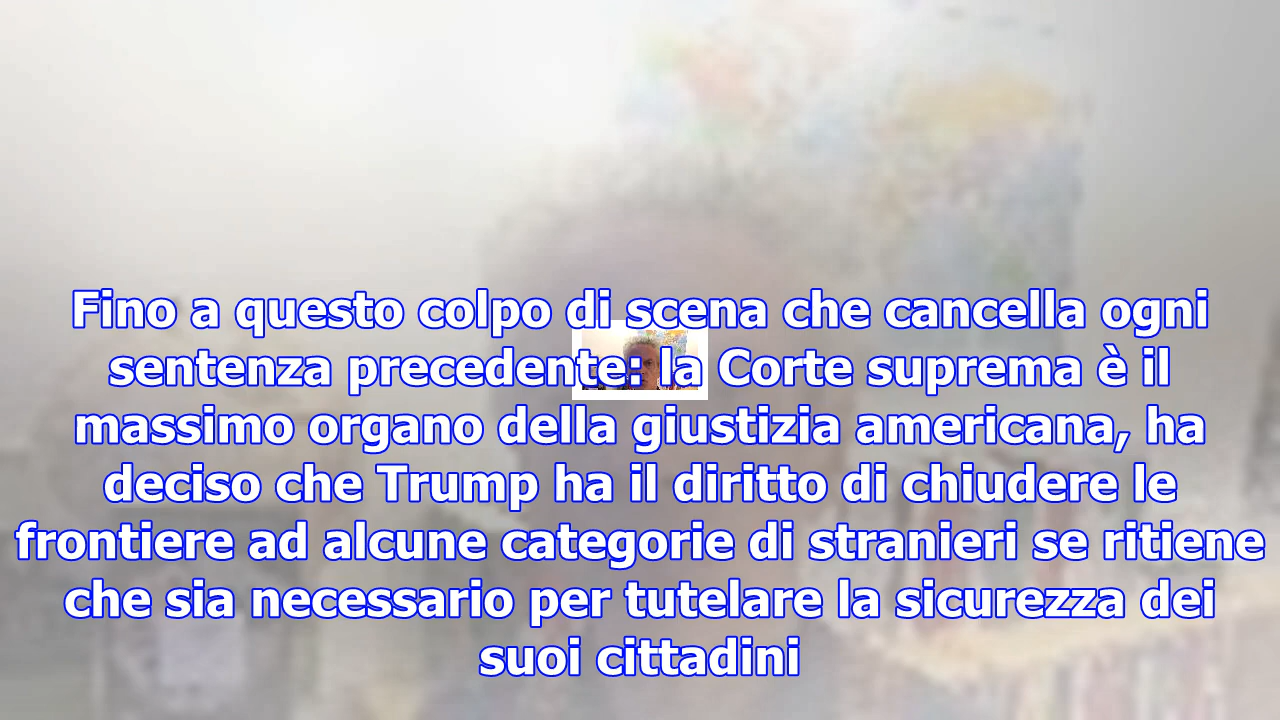 Fino a questo colpo di scena che cancella ogni
sentenza precedente: la Corte suprema è il
massimo organo della giustizia americana, ha
deciso che Trump ha il diritto di chiudere le
frontiere ad alcune categorie di stranieri se ritiene
che sia necessario per tutelare la sicurezza dei
suoi cittadini